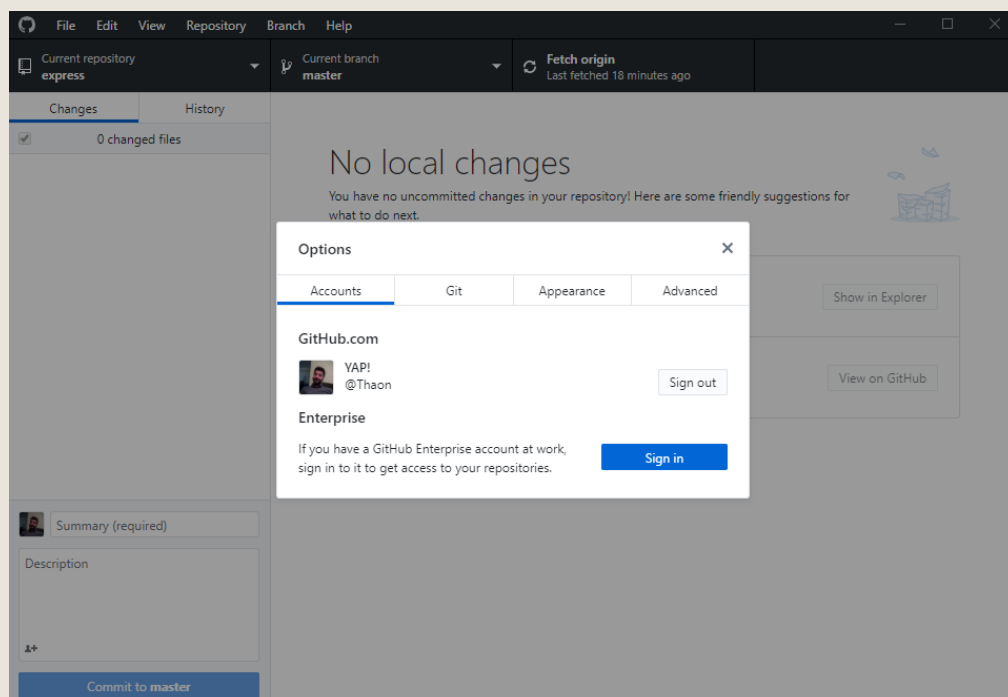 File Edit View Repository Branch Help
Current repository
express
Current branch
master
Fetch origin
Last fetched 18 minutes ago
Changes History
0 changed files
No local changes
You have no uncommitted changes in your repository! Here are some friendly suggestions for
what to do next.
Options
Accounts Git Appearance Advanced
Show in Explorer
GitHub.com
YAP!
@Thaon
Sign out
View on GitHub
Enterprise
If you have a GitHub Enterprise account at work,
sign in to it to get access to your repositories.
Sign in
Summary (required)
Description
Commit to master